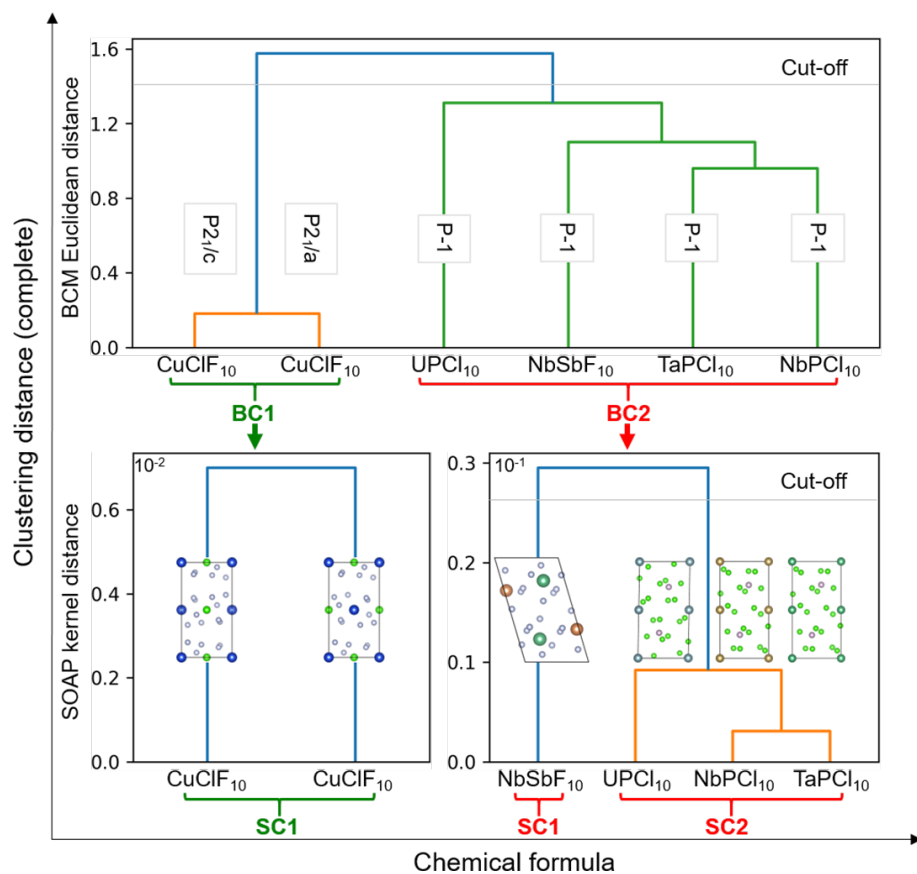 Clustering distance (complete)
BCM Euclidean distance
1.6
1.2
0.8
0.4
0.0
Cut-off
P2₁/c
P2₁/a
P-1
P-1
P-1
P-1
CuClF₁₀
CuClF₁₀
UPCl₁₀
NbSbF₁₀
TaPCl₁₀
NbPCl₁₀
BC1
BC2
SOAP kernel distance
10⁻²
0.6
0.4
0.2
0.0
CuClF₁₀
CuClF₁₀
SC1
10⁻¹
0.3
0.2
0.1
0.0
Cut-off
NbSbF₁₀
UPCl₁₀
NbPCl₁₀
TaPCl₁₀
SC1
SC2
Chemical formula